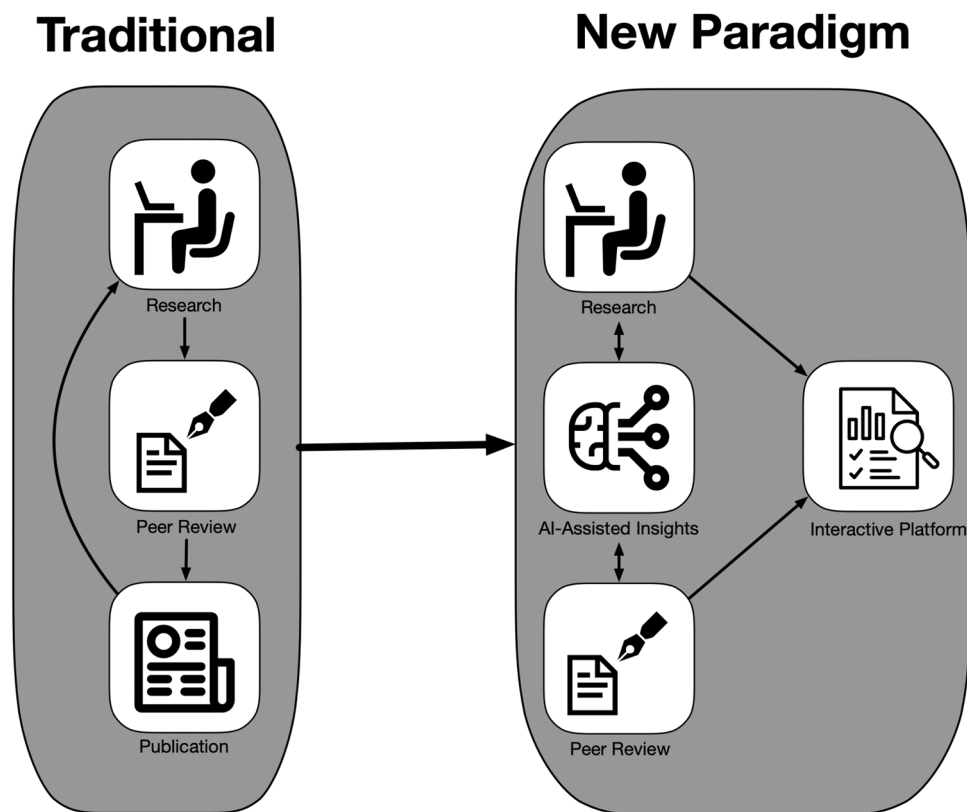 Traditional
New Paradigm
Research
Peer Review
Publication
Research
AI-Assisted Insights
Interactive Platform
Peer Review